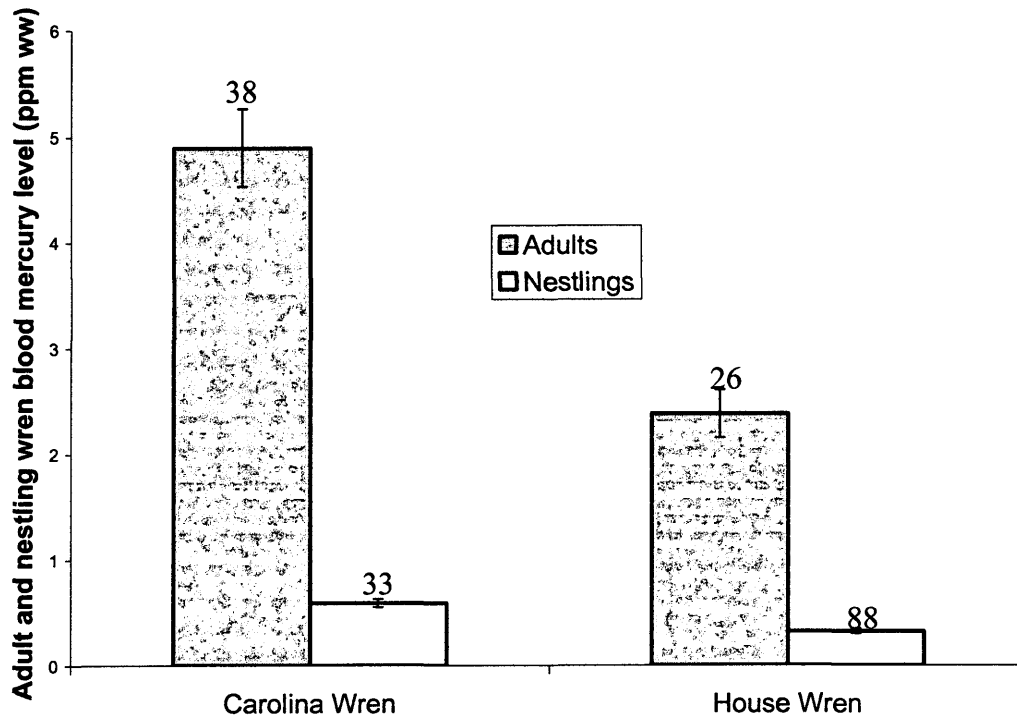 Adult and nestling wren blood mercury level (ppm ww)
6
5
4
3
2
1
0
38
33
26
88
Adults
Nestlings
Carolina Wren
House Wren